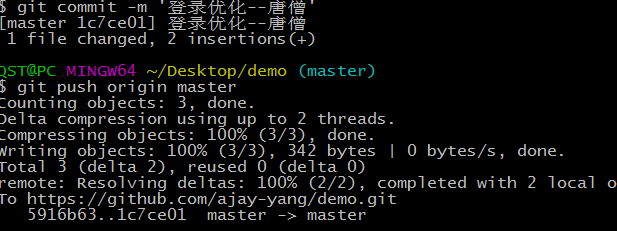 $ git commit -m '登录优化--唐僧'
[master 1c7ce01] 登录优化--唐僧
 1 file changed, 2 insertions(+)
QST@PC MINGW64 ~/Desktop/demo (master)
$ git push origin master
Counting objects: 3, done.
Delta compression using up to 2 threads.
Compressing objects: 100% (3/3), done.
Writing objects: 100% (3/3), 342 bytes | 0 bytes/s, done.
Total 3 (delta 2), reused 0 (delta 0)
remote: Resolving deltas: 100% (2/2), completed with 2 local o
To https://github.com/ajay-yang/demo.git
   5916b63..1c7ce01  master -> master